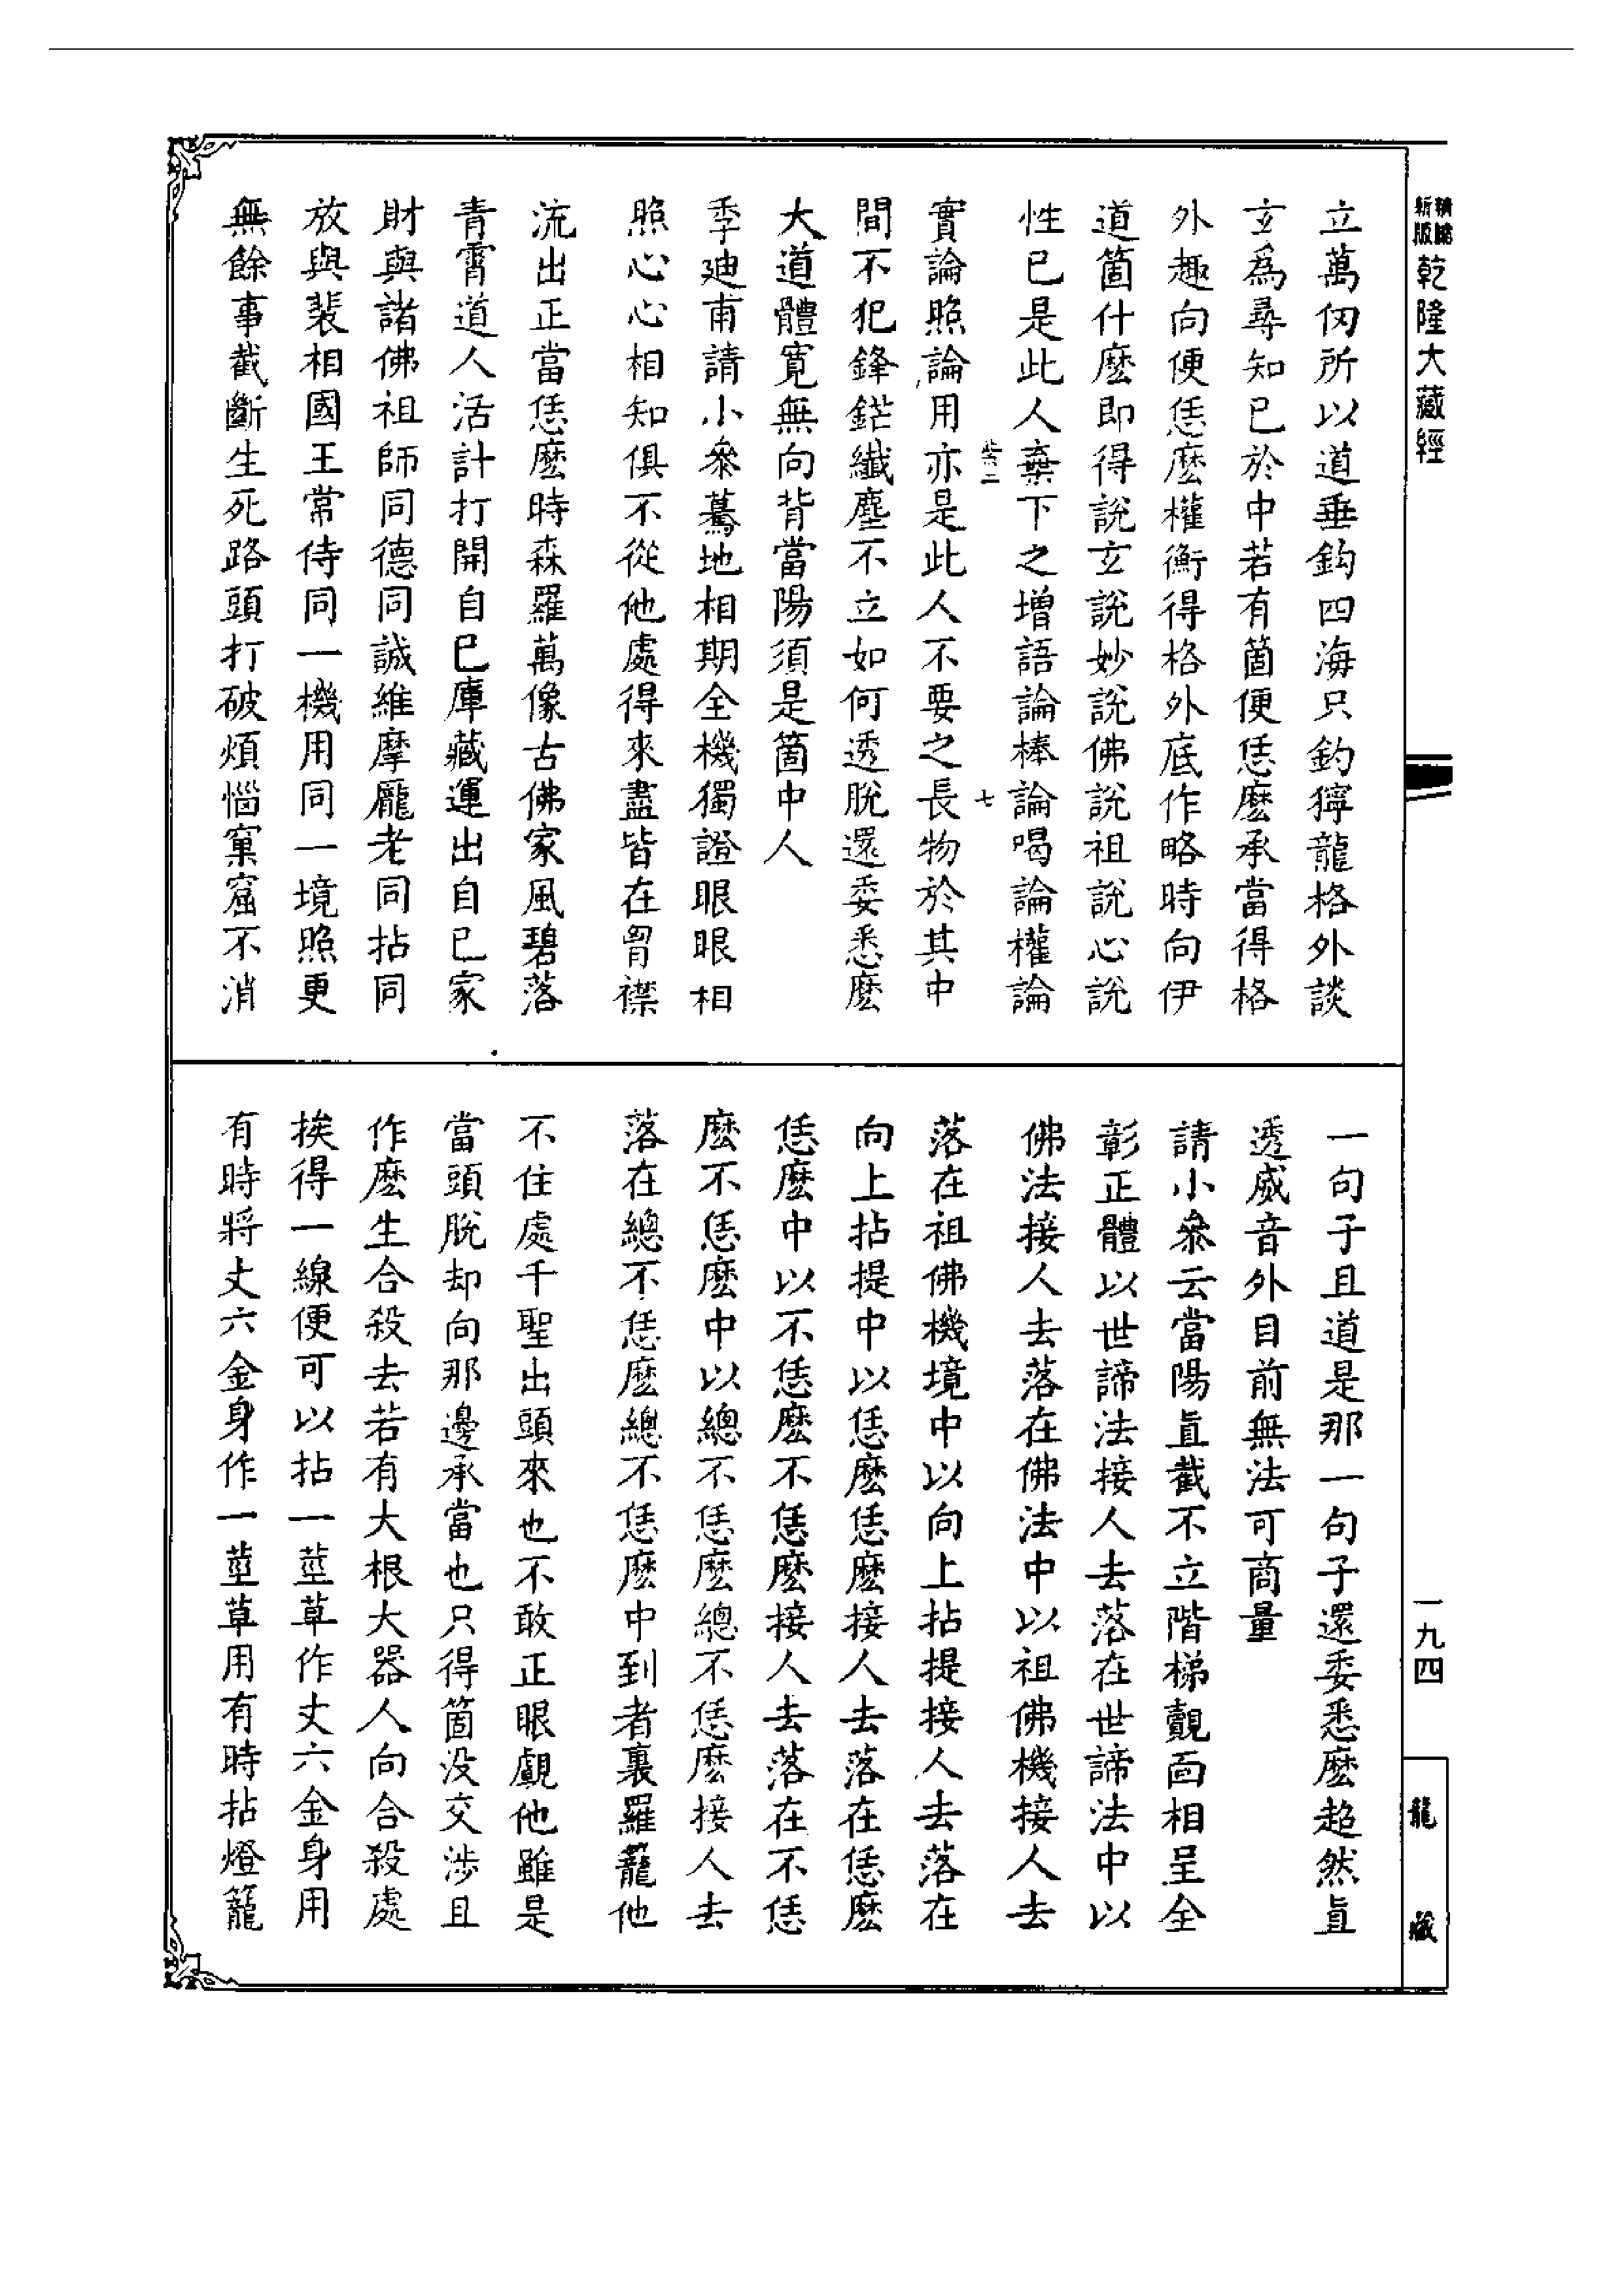 新版
乾隆大藏經
立萬仞所以道垂鈎四海只釣獰龍格外談
玄爲尋知已於中若有箇便恁麼承當得格
外趣向便恁麼權衡得格外底作略時向伊
道箇什麼即得說玄說妙說佛說祖說心說
性已是此人棄下之增語論棒論喝論權論
七
實論照論用亦是此人不要之長物於其中
間不犯鋒鋩纖塵不立如何透脫還委悉麼
大道體寬無向背當陽須是箇中人
季廸甫請小叅驀地相期全機獨證眼眼相
照心心相知俱不從他處得來盡皆在胷襟
流出正當恁麼時森羅萬像古佛家風碧落
青霄道人活計打開自巳庫藏運出自已家
財與諸佛祖師同德同誠維摩龐老同拈同
放與裴相國王常侍同一機用同一境照更
無餘事截斷生死路頭打破煩惱窠窟不消
一句子且道是那一句子還委悉麼超然直
透威音外目前無法可商量
請小叅云當陽直截不立階梯覿面相呈全
彰正體以世諦法接人去落在世諦法中以
佛法接人去落在佛法中以祖佛機接人去
落在祖佛機境中以向上拈提接人去落在
向上拈提中以恁麼恁麼接人去落在恁麼
恁麼中以不恁麼不恁麼接人去落在不恁
麼不恁麼中以總不恁麼總不恁麼接人去
落在總不恁麼總不恁麼中到者裏羅籠他
不住處千聖出頭來也不敢正眼覷他雖是
當頭脫却向那邊承當也只得箇没交涉且
作麼生合殺去若有大根大器人向合殺處
挨得一線便可以拈一莖草作丈六金身用
有時將丈六金身作一莖草用有時拈燈籠
一九四
龍藏